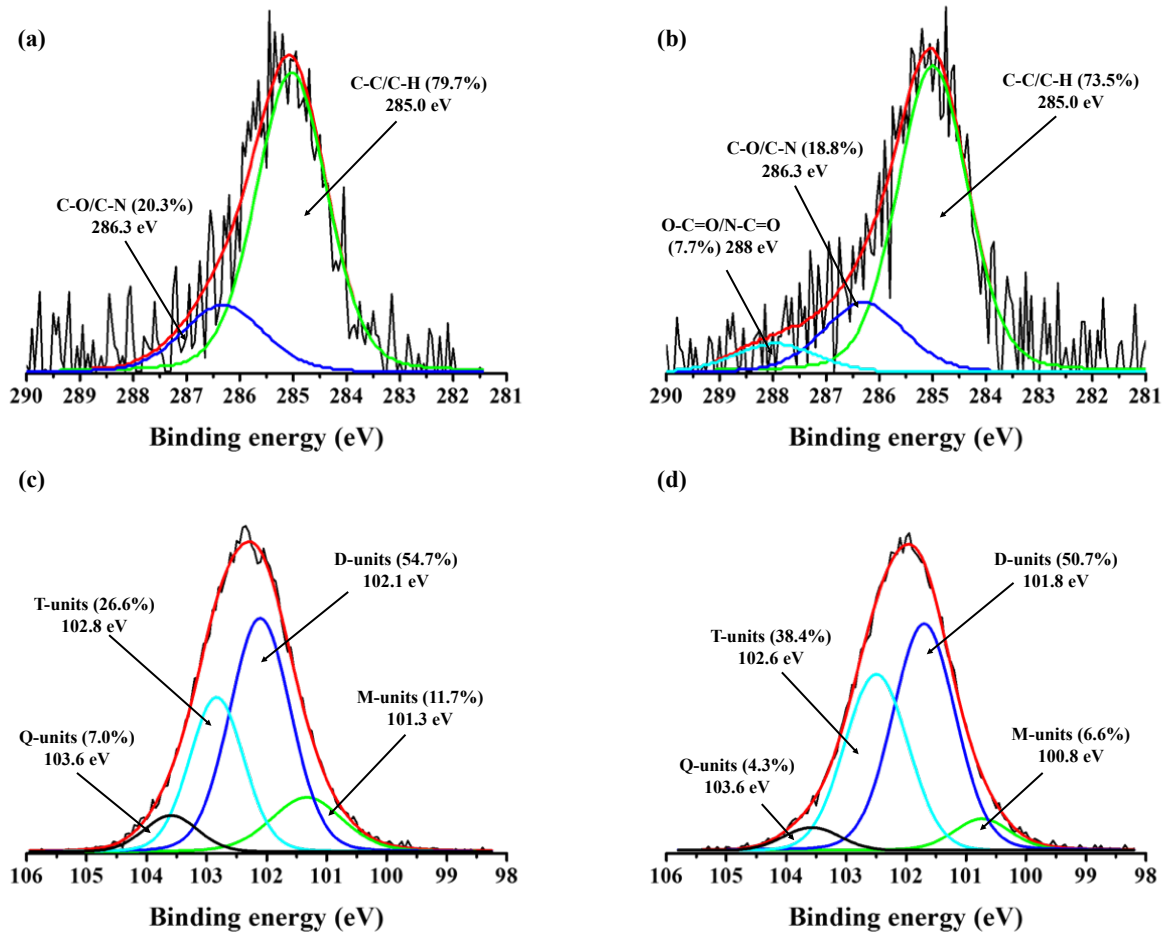 (a)
C-C/C-H (79.7%)
285.0 eV
C-O/C-N (20.3%)
286.3 eV
290 289 288 287 286 285 284 283 282 281
Binding energy (eV)
(b)
C-C/C-H (73.5%)
285.0 eV
C-O/C-N (18.8%)
286.3 eV
O-C=O/N-C=O
(7.7%) 288 eV
290 289 288 287 286 285 284 283 282 281
Binding energy (eV)
(c)
D-units (54.7%)
102.1 eV
T-units (26.6%)
102.8 eV
M-units (11.7%)
101.3 eV
Q-units (7.0%)
103.6 eV
106 105 104 103 102 101 100 99 98
Binding energy (eV)
(d)
D-units (50.7%)
101.8 eV
T-units (38.4%)
102.6 eV
M-units (6.6%)
100.8 eV
Q-units (4.3%)
103.6 eV
106 105 104 103 102 101 100 99 98
Binding energy (eV)